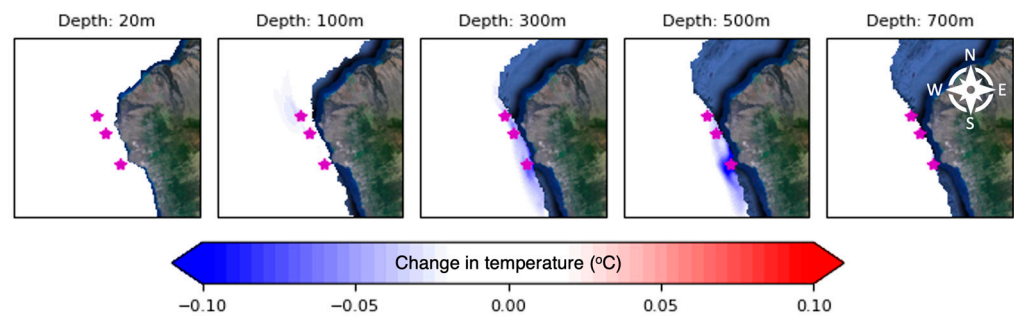 Depth: 20m
Depth: 100m
Depth: 300m
Depth: 500m
Depth: 700m
N
W E
S
Change in temperature (ºC)
−0.10 −0.05 0.00 0.05 0.10